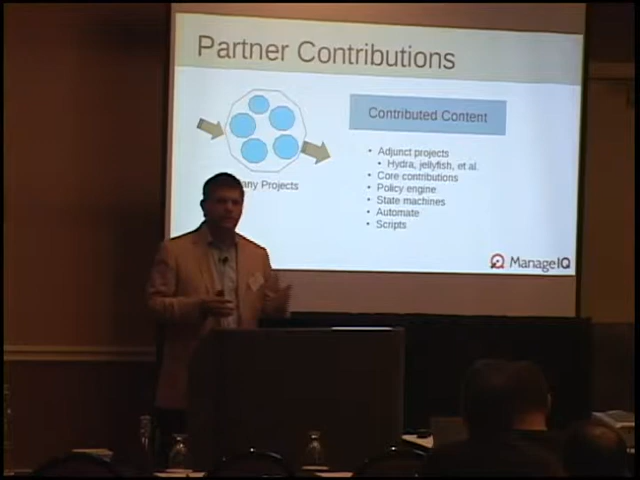 Partner Contributions
Contributed Content
• Adjunct projects
• Hydra, jellyfish, et al.
• Core contributions
• Policy engine
• State machines
• Automate
• Scripts
Projects
ManageIQ